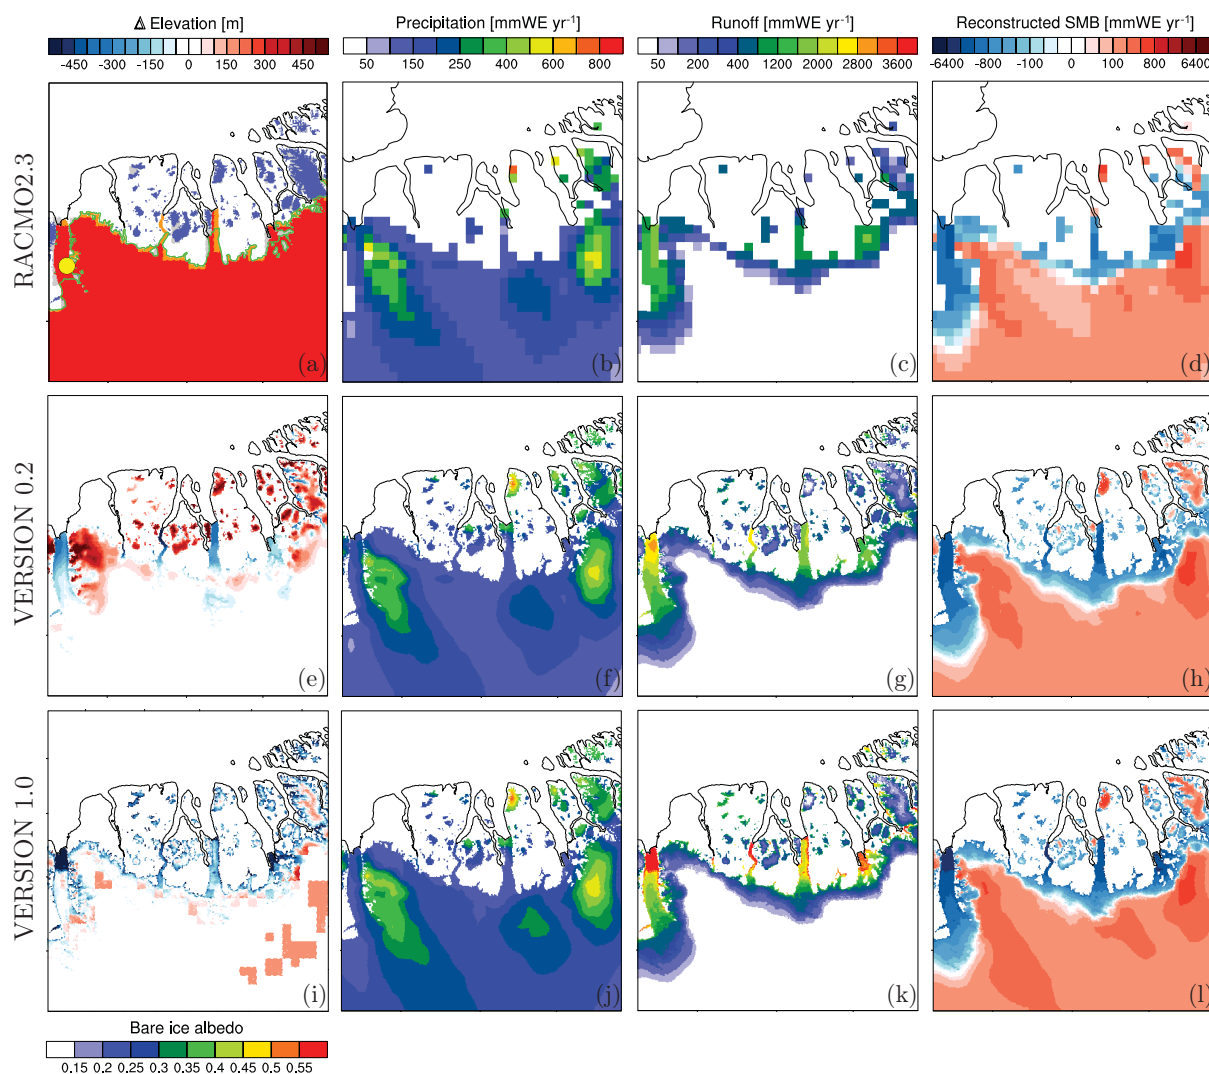 Δ Elevation [m]
Precipitation [mmWE yr⁻¹]
Runoff [mmWE yr⁻¹]
Reconstructed SMB [mmWE yr⁻¹]
-450 -300 -150 0 150 300 450
50 150 250 400 600 800
50 200 400 1200 2000 2800 3600
-6400 -800 -100 0 100 800 6400
RACMO2.3
(a)
(b)
(c)
(d)
VERSION 0.2
(e)
(f)
(g)
(h)
VERSION 1.0
(i)
(j)
(k)
(l)
Bare ice albedo
0.15 0.2 0.25 0.3 0.35 0.4 0.45 0.5 0.55